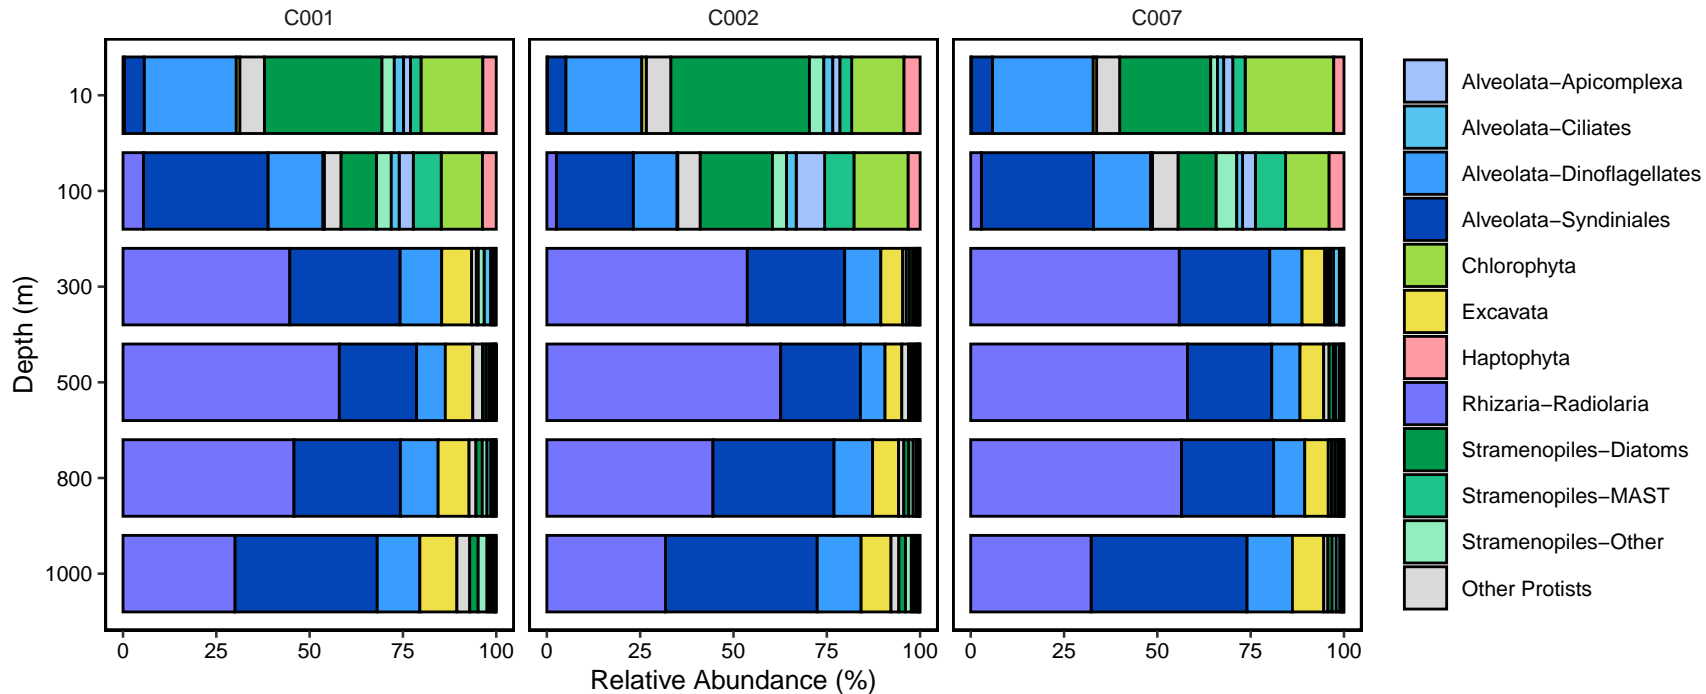 C001
C002
C007
Depth (m)
10
100
300
500
800
1000
0 25 50 75 100
0 25 50 75 100
0 25 50 75 100
Relative Abundance (%)
Alveolata−Apicomplexa
Alveolata−Ciliates
Alveolata−Dinoflagellates
Alveolata−Syndiniales
Chlorophyta
Excavata
Haptophyta
Rhizaria−Radiolaria
Stramenopiles−Diatoms
Stramenopiles−MAST
Stramenopiles−Other
Other Protists